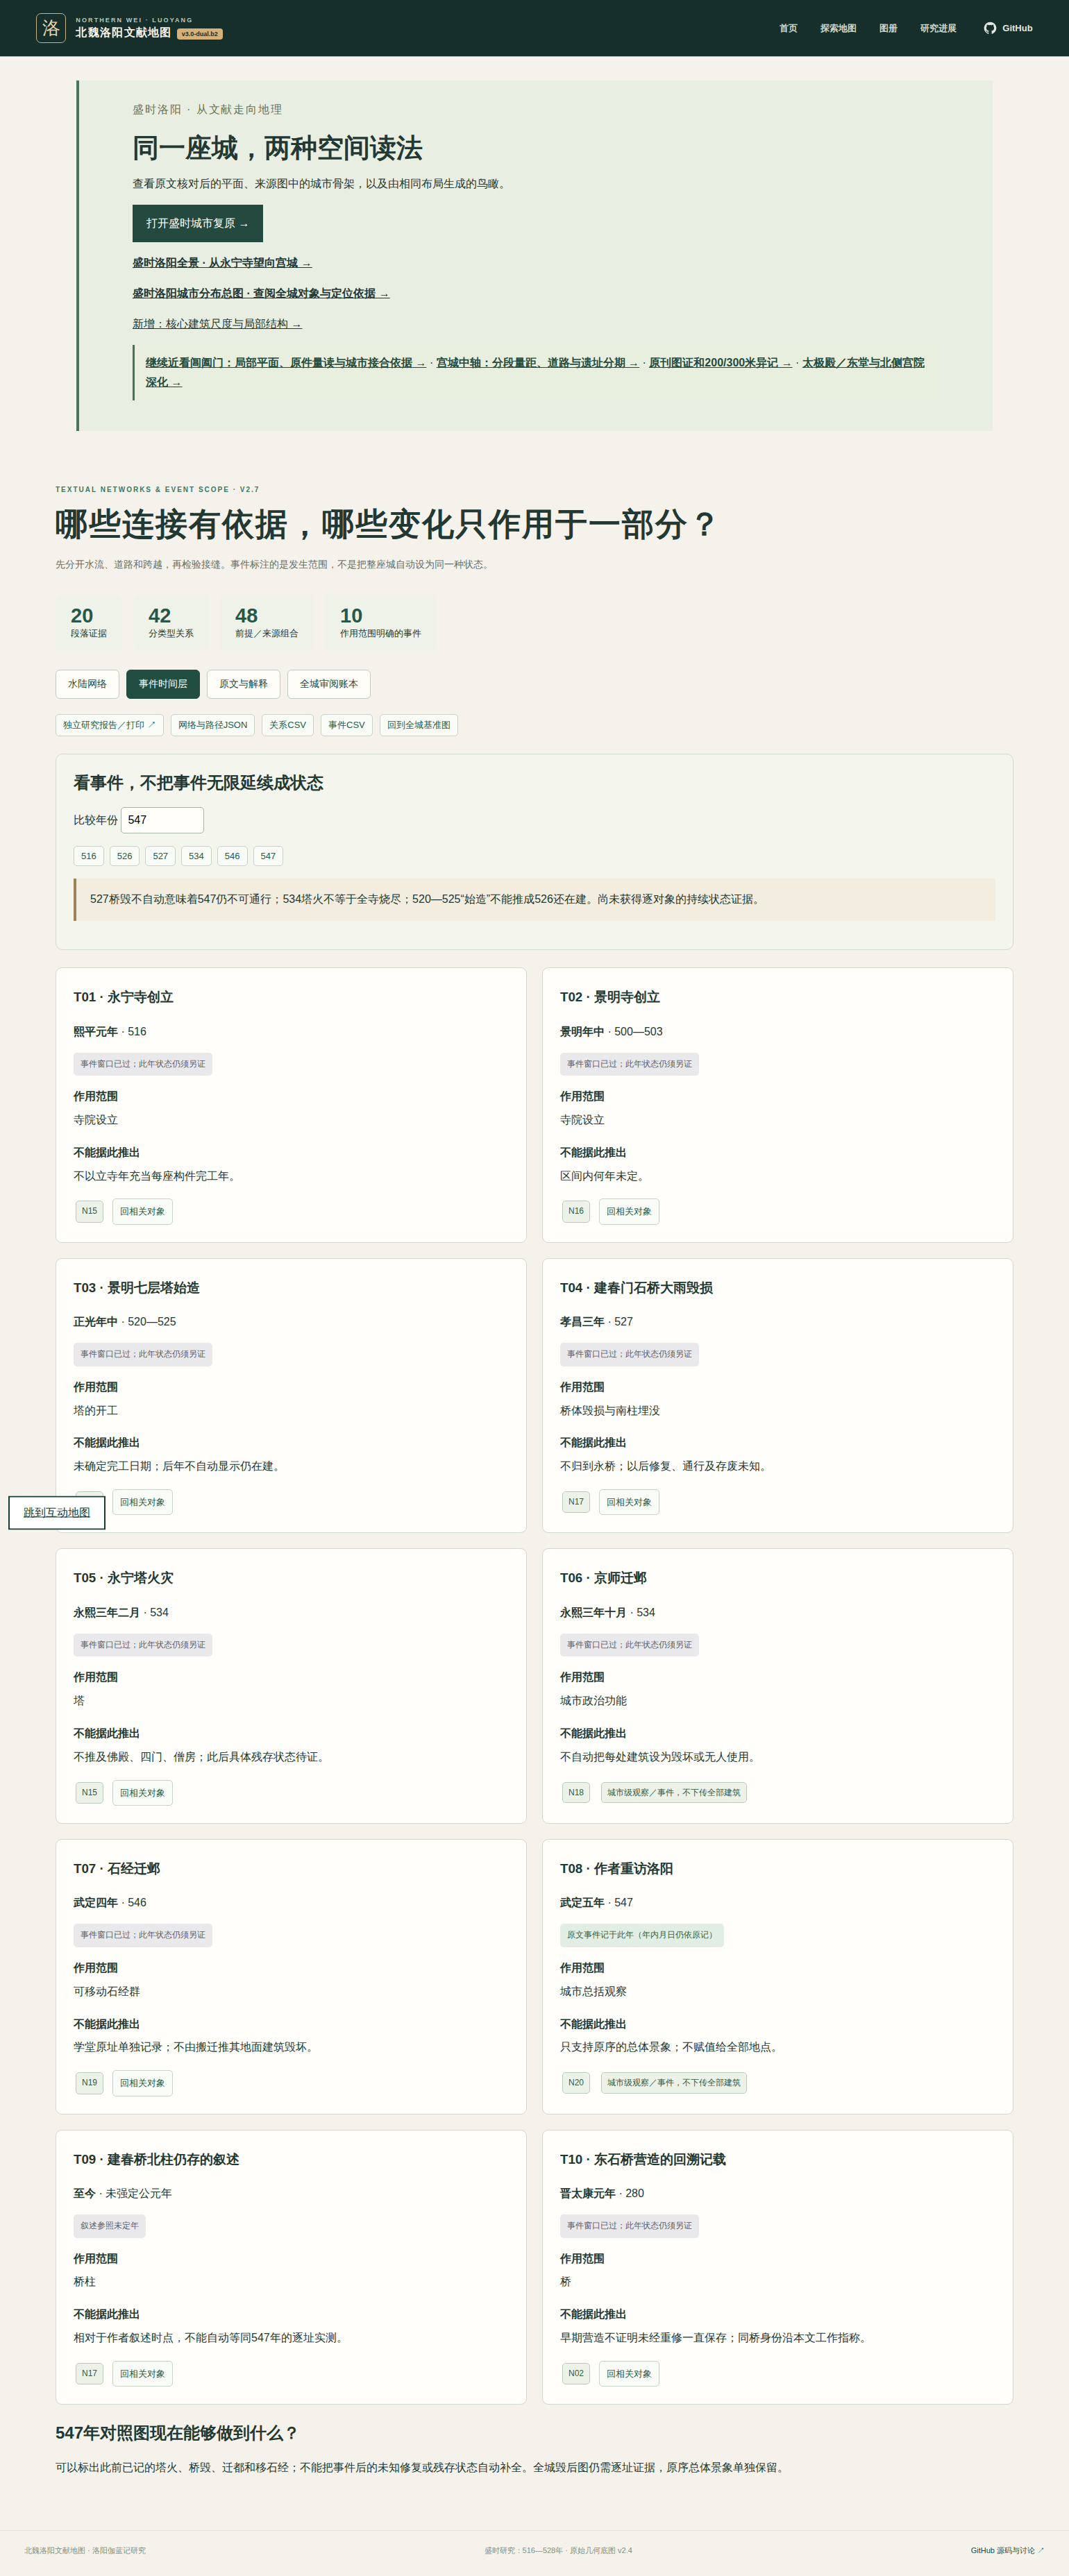 洛
NORTHERN WEI · LUOYANG
北魏洛阳文献地图 v3.0-dual.b2
首页 探索地图 图册 研究进展 GitHub
盛时洛阳 · 从文献走向地理
同一座城，两种空间读法
查看原文核对后的平面、来源图中的城市骨架，以及由相同布局生成的鸟瞰。
打开盛时城市复原 →
盛时洛阳全景 · 从永宁寺望向宫城 →
盛时洛阳城市分布总图 · 查阅全城对象与定位依据 →
新增：核心建筑尺度与局部结构 →
继续近看阊阖门：局部平面、原件量读与城市接合依据 → · 宫城中轴：分段量距、道路与遗址分期 → · 原刊图证和200/300米异记 → · 太极殿／东堂与北侧宫院
深化 →
TEXTUAL NETWORKS & EVENT SCOPE · V2.7
哪些连接有依据，哪些变化只作用于一部分？
先分开水流、道路和跨越，再检验接缝。事件标注的是发生范围，不是把整座城自动设为同一种状态。
20 42 48 10
段落证据 分类型关系 前提／来源组合 作用范围明确的事件
水陆网络 事件时间层 原文与解释 全城审阅账本
独立研究报告／打印 ↗ 网络与路径JSON 关系CSV 事件CSV 回到全城基准图
看事件，不把事件无限延续成状态
比较年份 547
516 526 527 534 546 547
527桥毁不自动意味着547仍不可通行；534塔火不等于全寺烧尽；520—525“始造”不能推成526还在建。尚未获得逐对象的持续状态证据。
T01 · 永宁寺创立
熙平元年 · 516
事件窗口已过；此年状态仍须另证
作用范围
寺院设立
不能据此推出
不以立寺年充当每座构件完工年。
N15 回相关对象
T02 · 景明寺创立
景明年中 · 500—503
事件窗口已过；此年状态仍须另证
作用范围
寺院设立
不能据此推出
区间内何年未定。
N16 回相关对象
T03 · 景明七层塔始造
正光年中 · 520—525
事件窗口已过；此年状态仍须另证
作用范围
塔的开工
不能据此推出
未确定完工日期；后年不自动显示仍在建。
回相关对象
跳到互动地图
T04 · 建春门石桥大雨毁损
孝昌三年 · 527
事件窗口已过；此年状态仍须另证
作用范围
桥体毁损与南柱埋没
不能据此推出
不归到永桥；以后修复、通行及存废未知。
N17 回相关对象
T05 · 永宁塔火灾
永熙三年二月 · 534
事件窗口已过；此年状态仍须另证
作用范围
塔
不能据此推出
不推及佛殿、四门、僧房；此后具体残存状态待证。
N15 回相关对象
T06 · 京师迁邺
永熙三年十月 · 534
事件窗口已过；此年状态仍须另证
作用范围
城市政治功能
不能据此推出
不自动把每处建筑设为毁坏或无人使用。
N18 城市级观察／事件，不下传全部建筑
T07 · 石经迁邺
武定四年 · 546
事件窗口已过；此年状态仍须另证
作用范围
可移动石经群
不能据此推出
学堂原址单独记录；不由搬迁推其地面建筑毁坏。
N19 回相关对象
T08 · 作者重访洛阳
武定五年 · 547
原文事件记于此年（年内月日仍依原记）
作用范围
城市总括观察
不能据此推出
只支持原序的总体景象；不赋值给全部地点。
N20 城市级观察／事件，不下传全部建筑
T09 · 建春桥北柱仍存的叙述
至今 · 未强定公元年
叙述参照未定年
作用范围
桥柱
不能据此推出
相对于作者叙述时点，不能自动等同547年的逐址实测。
N17 回相关对象
T10 · 东石桥营造的回溯记载
晋太康元年 · 280
事件窗口已过；此年状态仍须另证
作用范围
桥
不能据此推出
早期营造不证明未经重修一直保存；同桥身份沿本文工作指称。
N02 回相关对象
547年对照图现在能够做到什么？
可以标出此前已记的塔火、桥毁、迁都和移石经；不能把事件后的未知修复或残存状态自动补全。全城毁后图仍需逐址证据，原序总体景象单独保留。
北魏洛阳文献地图 · 洛阳伽蓝记研究 盛时研究：516—528年 · 原始几何底图 v2.4 GitHub 源码与讨论 ↗